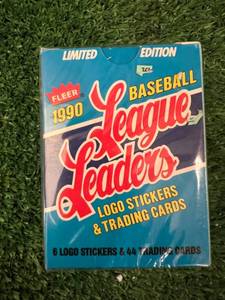 LIMITED EDITION
FLEER
1990
BASEBALL
League
Leaders
LOGO STICKERS
& TRADING CARDS
6 LOGO STICKERS & 44 TRADING CARDS